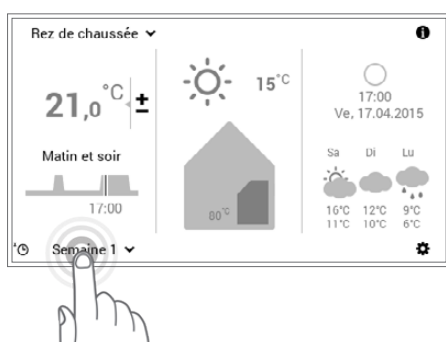 Rez de chaussée
21,0 °C ±
Matin et soir
17:00
Semaine 1
15°C
80°C
17:00
Ve, 17.04.2015
Sa Di Lu
16°C 12°C 9°C
11°C 10°C 6°C